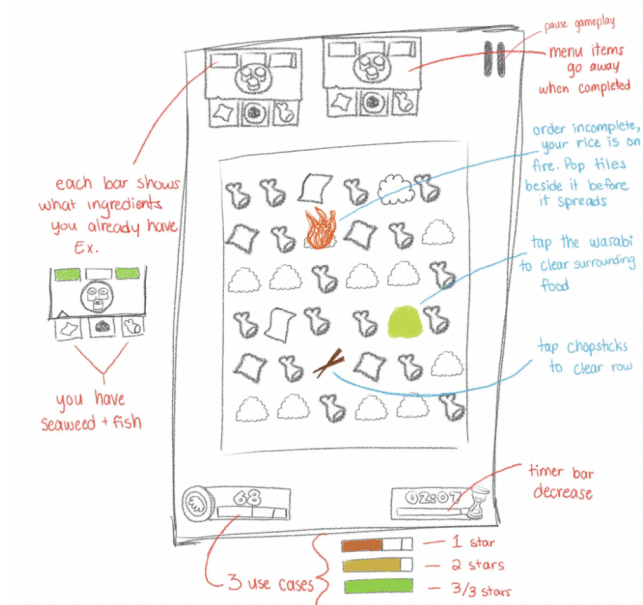 pause gameplay
menu items
go away
when completed
order incomplete,
your rice is on
fire. Pop tiles
beside it before
it spreads
each bar shows
what ingredients
you already have
Ex.
tap the wasabi
to clear surrounding
food
tap chopsticks
to clear row
you have
seaweed + fish
68
02:07
timer bar
decrease
3 use cases
1 star
2 stars
3/3 stars